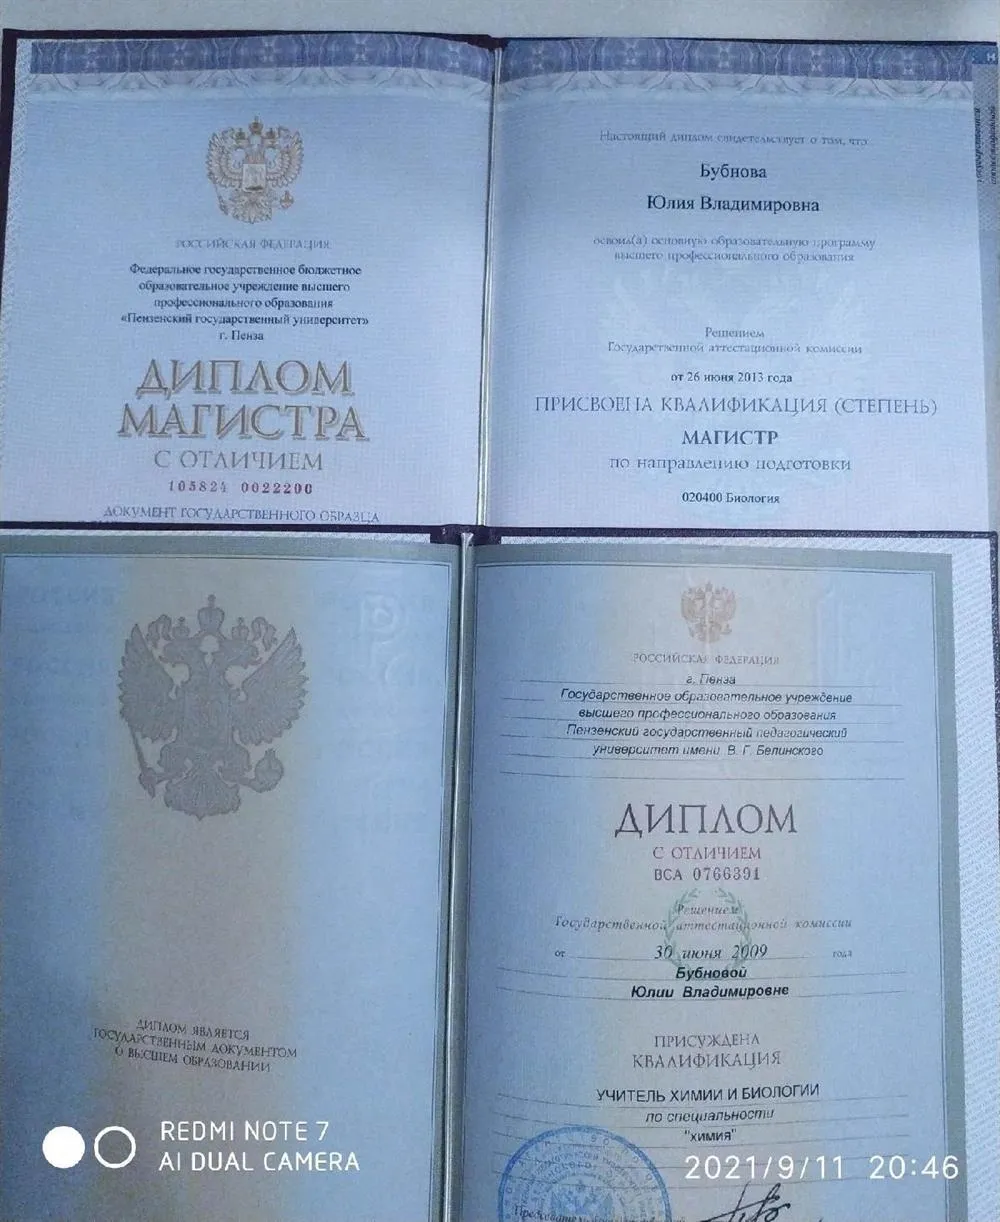 РОССИЙСКАЯ ФЕДЕРАЦИЯ
Федеральное государственное бюджетное
образовательное учреждение высшего
профессионального образования
«Пензенский государственный университет»
г. Пенза
ДИПЛОМ
МАГИСТРА
С ОТЛИЧИЕМ
105824 0022200
ДОКУМЕНТ ГОСУДАРСТВЕННОГО ОБРАЗЦА
Настоящий диплом свидетельствует о том, что
Бубнова
Юлия Владимировна
освоил(а) основную образовательную программу
высшего профессионального образования
Решением
Государственной аттестационной комиссии
от 26 июня 2013 года
ПРИСВОЕНА КВАЛИФИКАЦИЯ (СТЕПЕНЬ)
МАГИСТР
по направлению подготовки
020400 Биология
ДИПЛОМ ЯВЛЯЕТСЯ
ГОСУДАРСТВЕННЫМ ДОКУМЕНТОМ
О ВЫСШЕМ ОБРАЗОВАНИИ
РОССИЙСКАЯ ФЕДЕРАЦИЯ
г. Пенза
Государственное образовательное учреждение
высшего профессионального образования
Пензенский государственный педагогический
университет имени В. Г. Белинского
ДИПЛОМ
С ОТЛИЧИЕМ
ВСА 0766391
Решением
Государственной аттестационной комиссии
от 30 июня 2009 года
Бубновой
Юлии Владимировне
ПРИСУЖДЕНА
КВАЛИФИКАЦИЯ
УЧИТЕЛЬ ХИМИИ И БИОЛОГИИ
по специальности
"химия"
REDMI NOTE 7
AI DUAL CAMERA
2021/9/11 20:46